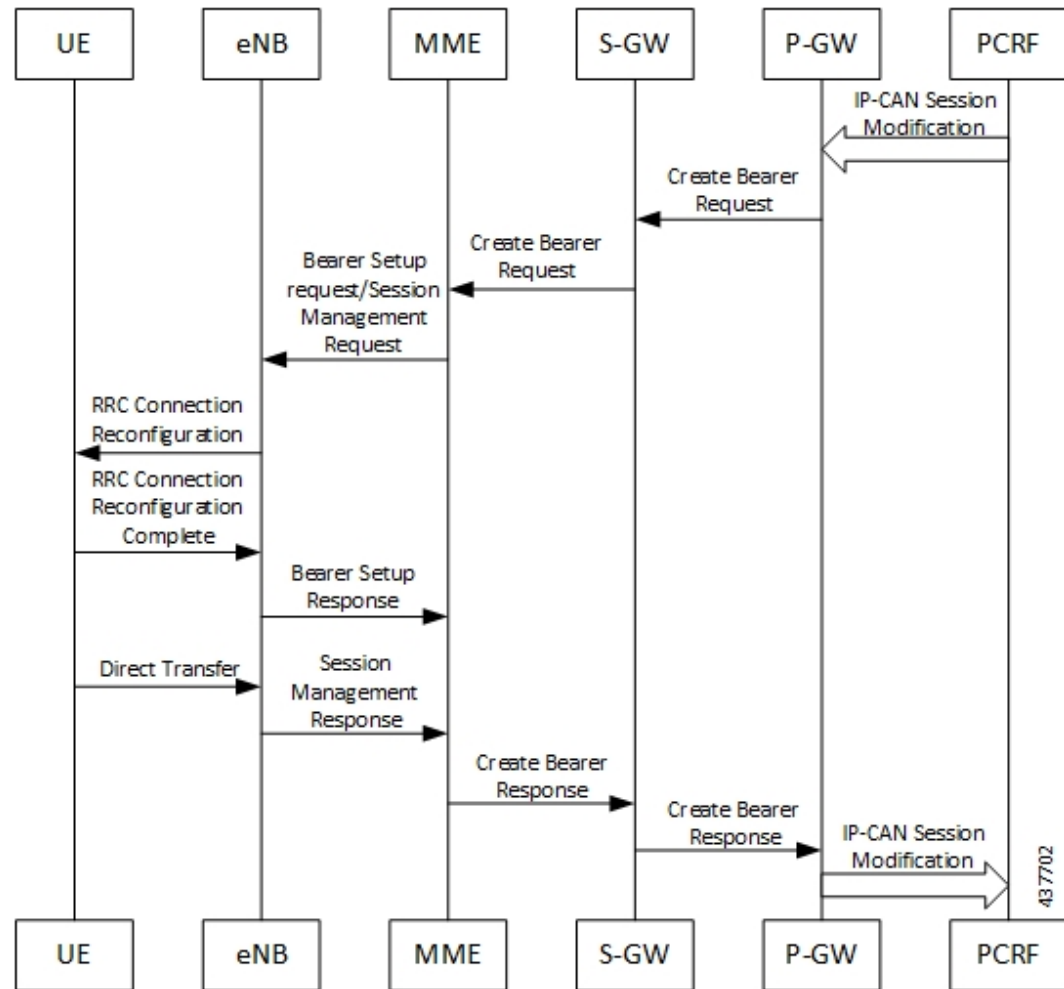 UE
eNB
MME
S-GW
P-GW
PCRF
IP-CAN Session
Modification
Create Bearer
Request
Create Bearer
Request
Bearer Setup
request/Session
Management
Request
RRC Connection
Reconfiguration
RRC Connection
Reconfiguration
Complete
Bearer Setup
Response
Direct Transfer
Session
Management
Response
Create Bearer
Response
Create Bearer
Response
IP-CAN Session
Modification
437702
UE
eNB
MME
S-GW
P-GW
PCRF